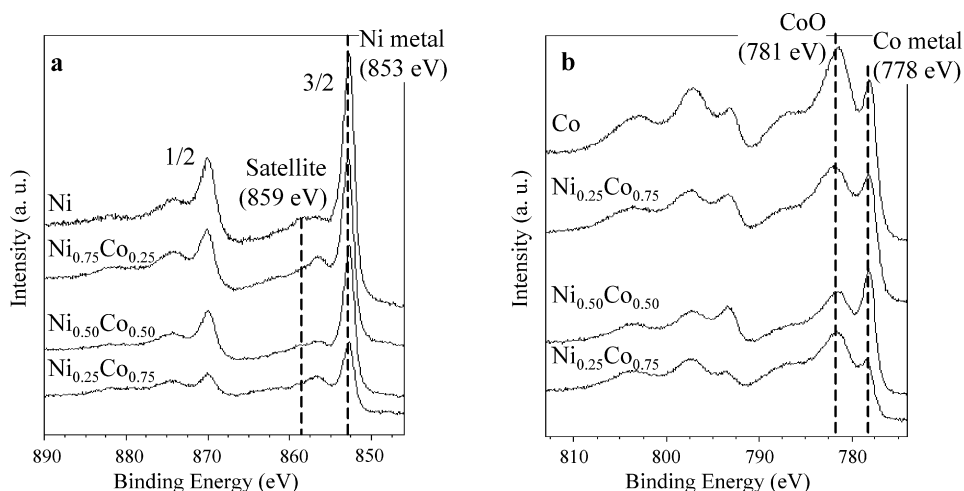 a
Ni metal
(853 eV)
3/2
1/2
Satellite
(859 eV)
Ni
Ni0.75Co0.25
Ni0.50Co0.50
Ni0.25Co0.75
Intensity (a. u.)
890 880 870 860 850
Binding Energy (eV)
b
CoO
(781 eV)
Co metal
(778 eV)
Co
Ni0.25Co0.75
Ni0.50Co0.50
Ni0.25Co0.75
Intensity (a. u.)
810 800 790 780
Binding Energy (eV)